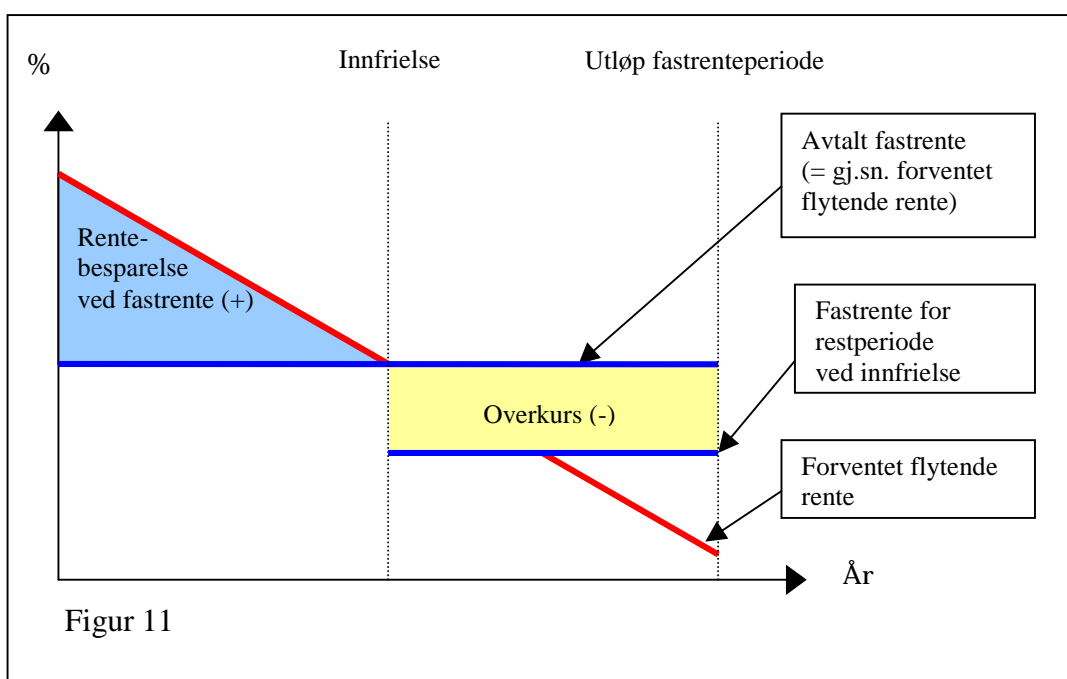 %
Innfrielse
Utløp fastrenteperiode
Avtalt fastrente
(= gj.sn. forventet
flytende rente)
Rente-
besparelse
ved fastrente (+)
Fastrente for
restperiode
ved innfrielse
Overkurs (-)
Forventet flytende
rente
År
Figur 11